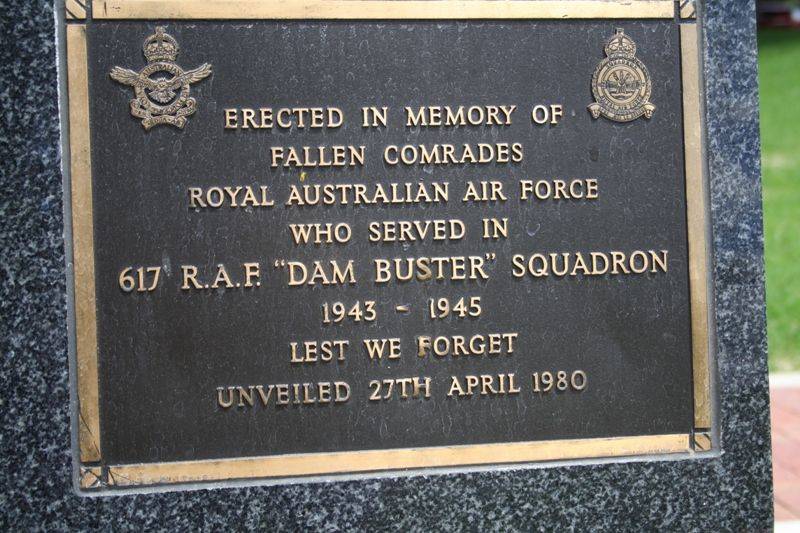 ERECTED IN MEMORY OF
FALLEN COMRADES
ROYAL AUSTRALIAN AIR FORCE
WHO SERVED IN
617 R.A.F. "DAM BUSTER" SQUADRON
1943 - 1945
LEST WE FORGET
UNVEILED 27TH APRIL 1980